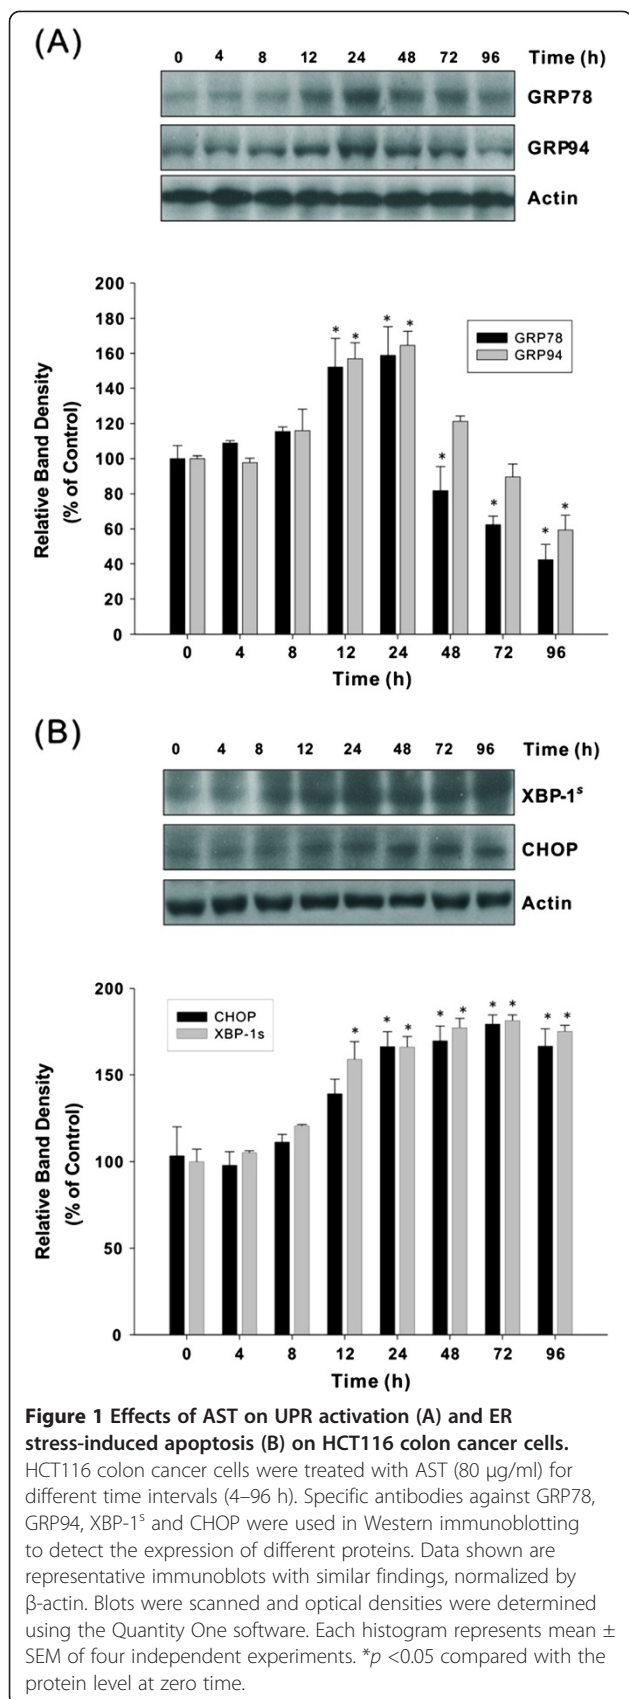 (A)
0 4 8 12 24 48 72 96 Time (h)
GRP78
GRP94
Actin
200
180
160
140
120
100
80
60
40
20
0
Relative Band Density
(% of Control)
* * * * * * * *
GRP78
GRP94
0 4 8 12 24 48 72 96
Time (h)
(B)
0 4 8 12 24 48 72 96 Time (h)
XBP-1ˢ
CHOP
Actin
200
150
100
50
0
Relative Band Density
(% of Control)
CHOP
XBP-1s
* * * * * * * * *
0 4 8 12 24 48 72 96
Time (h)
Figure 1 Effects of AST on UPR activation (A) and ER
stress-induced apoptosis (B) on HCT116 colon cancer cells.
HCT116 colon cancer cells were treated with AST (80 μg/ml) for
different time intervals (4–96 h). Specific antibodies against GRP78,
GRP94, XBP-1ˢ and CHOP were used in Western immunoblotting
to detect the expression of different proteins. Data shown are
representative immunoblots with similar findings, normalized by
β-actin. Blots were scanned and optical densities were determined
using the Quantity One software. Each histogram represents mean ±
SEM of four independent experiments. *p <0.05 compared with the
protein level at zero time.